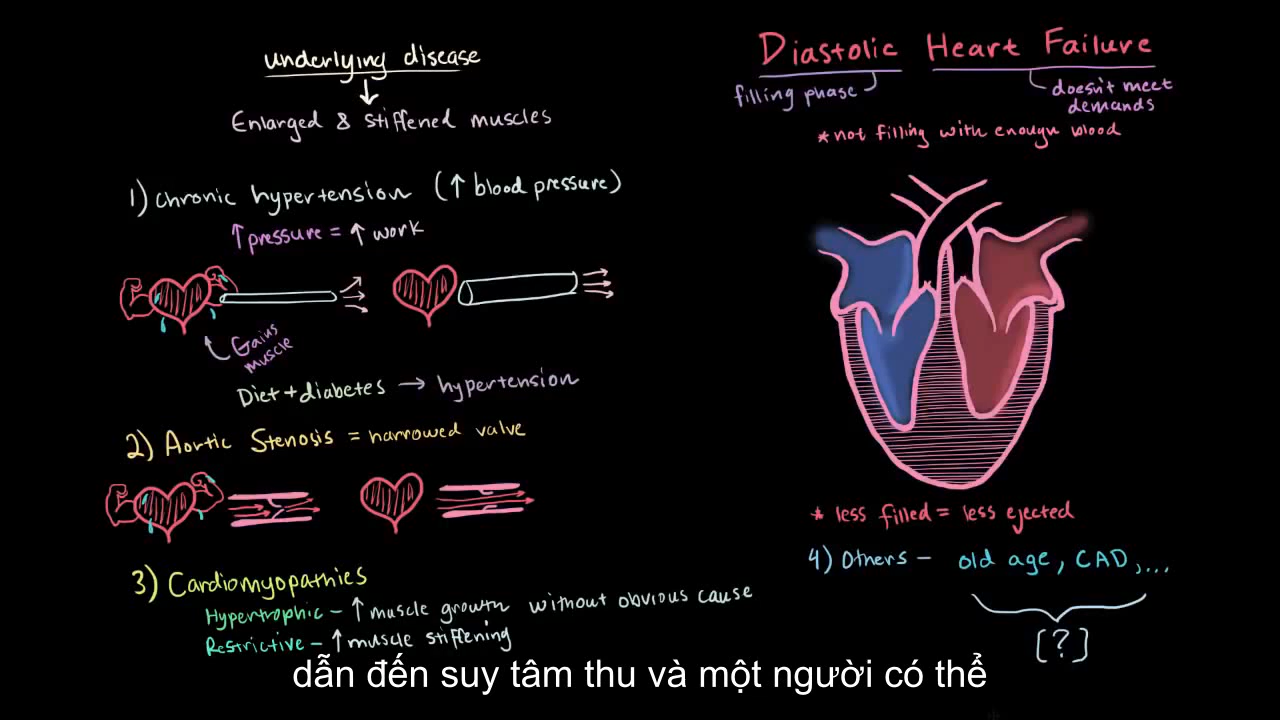 underlying disease
↓
Enlarged & stiffened muscles
1) chronic hypertension (↑ blood pressure)
↑ pressure = ↑ work
Gains
muscle
Diet + diabetes → hypertension
2) Aortic Stenosis = narrowed valve
3) Cardiomyopathies
Hypertrophic - ↑ muscle growth without obvious cause
Restrictive - ↑ muscle stiffening
Diastolic Heart Failure
filling phase
doesn't meet
demands
* not filling with enough blood
* less filled = less ejected
4) Others - old age, CAD,...
[?]
dẫn đến suy tâm thu và một người có thể